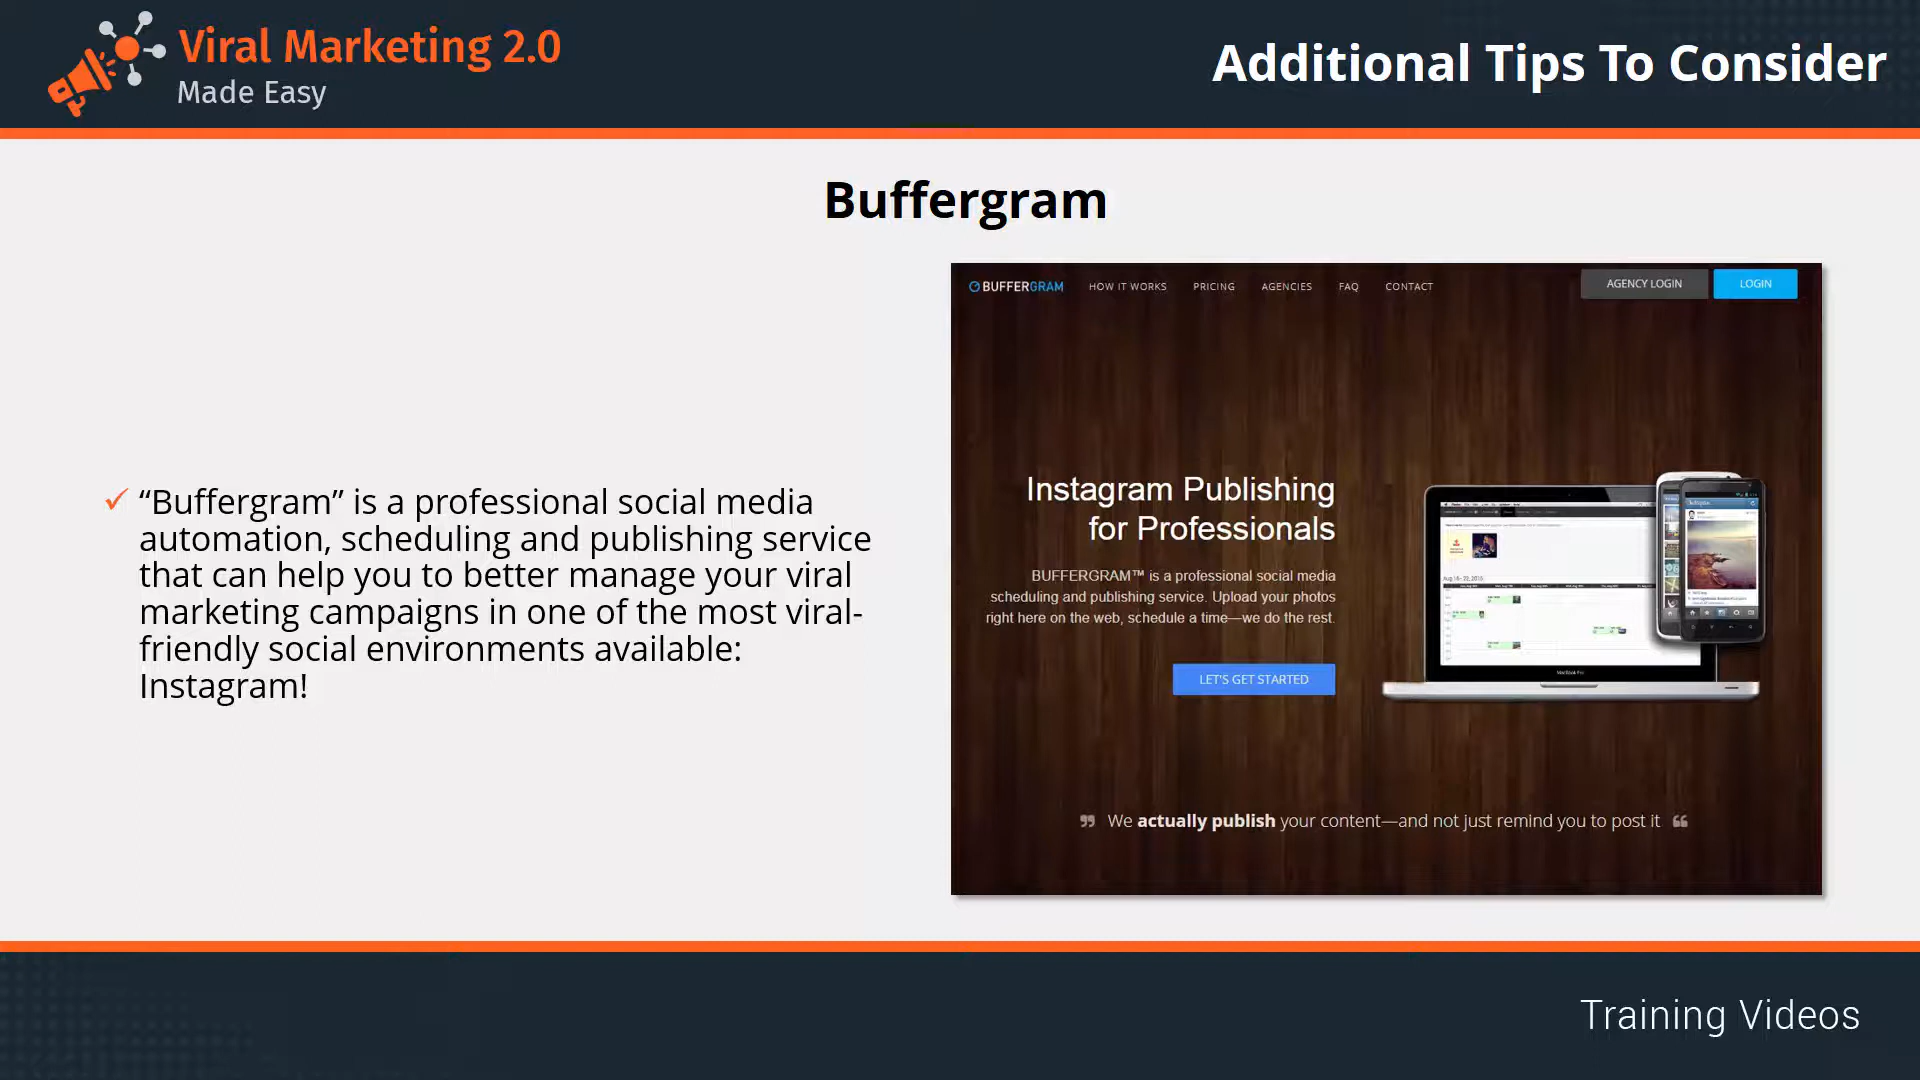 Viral Marketing 2.0
Made Easy
Additional Tips To Consider
Buffergram
“Buffergram” is a professional social media
automation, scheduling and publishing service
that can help you to better manage your viral
marketing campaigns in one of the most viral-
friendly social environments available:
Instagram!
BUFFERGRAM HOW IT WORKS PRICING AGENCIES FAQ CONTACT AGENCY LOGIN LOGIN
Instagram Publishing
for Professionals
BUFFERGRAM™ is a professional social media
scheduling and publishing service. Upload your photos
right here on the web, schedule a time—we do the rest.
LET'S GET STARTED
MacBook Pro
We actually publish your content—and not just remind you to post it
Training Videos